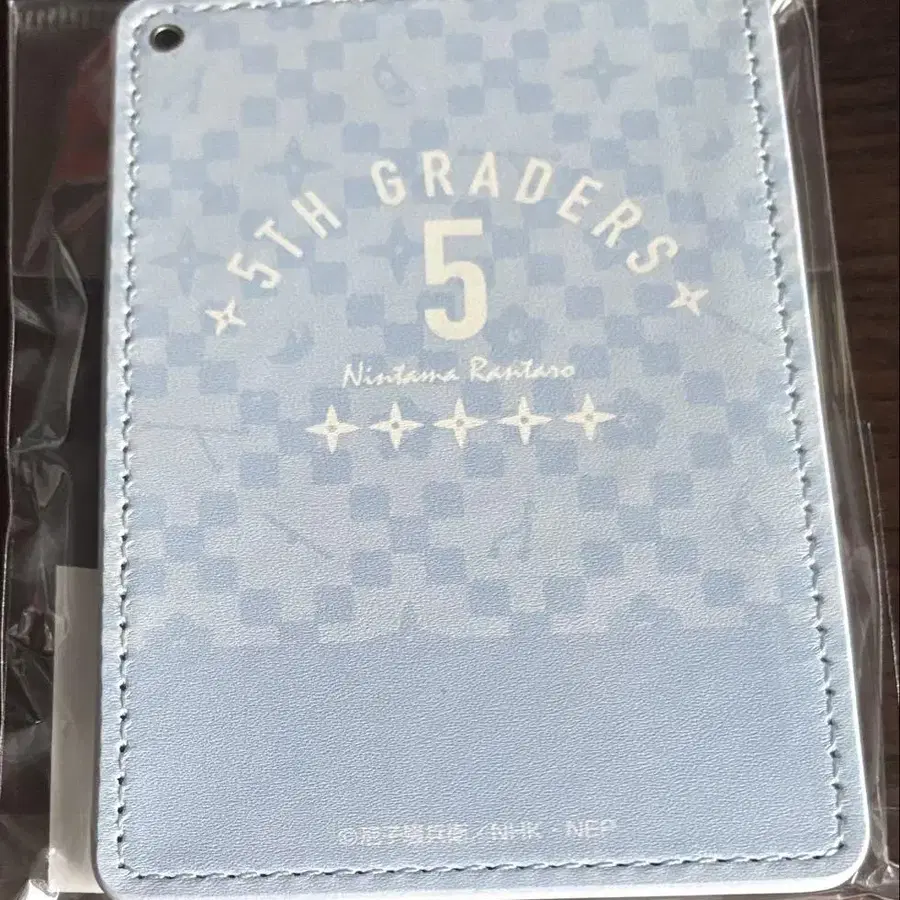 5TH GRADERS
5
Nintama Rantaro
©尼子騒兵衛／NHK NEP